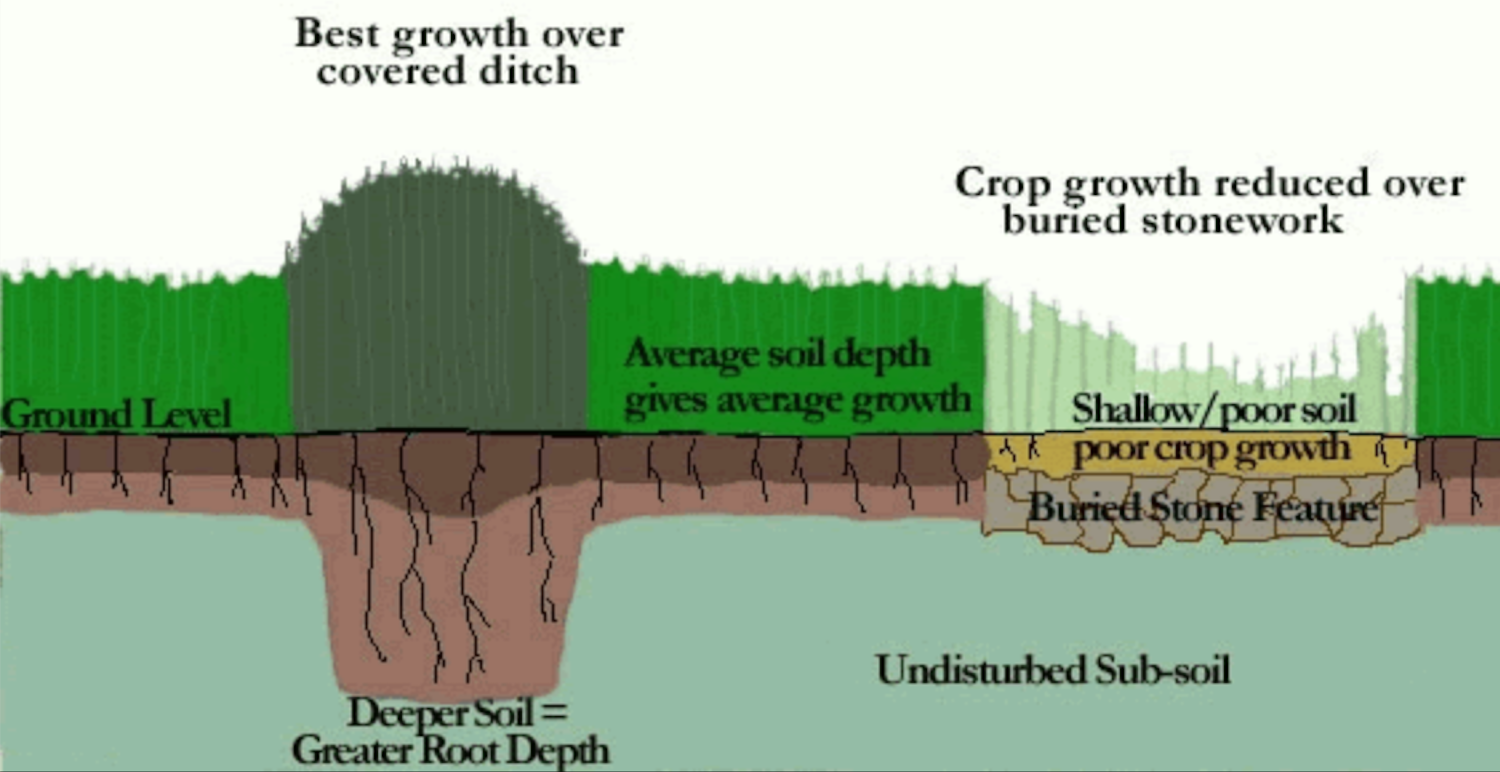 Best growth over
covered ditch
Crop growth reduced over
buried stonework
Average soil depth
gives average growth
Ground Level
Shallow/poor soil
poor crop growth
Buried Stone Feature
Undisturbed Sub-soil
Deeper Soil =
Greater Root Depth